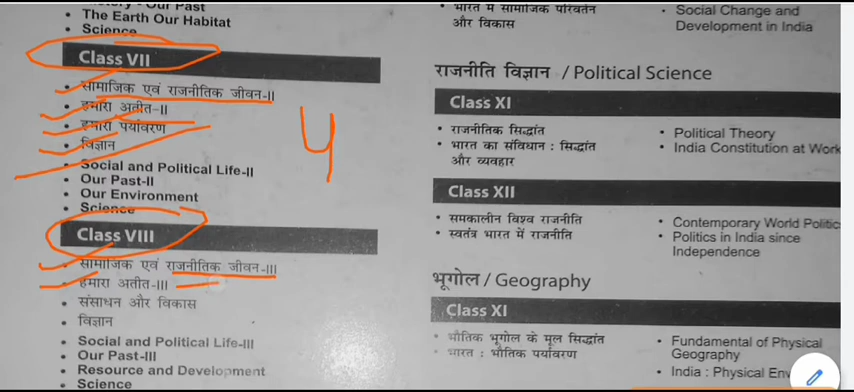 Our Past
The Earth Our Habitat
Science
Class VII
सामाजिक एवं राजनीतिक जीवन-II
हमारा अतीत-II
हमारा पर्यावरण
विज्ञान
Social and Political Life-II
Our Past-II
Our Environment
Science
4
Class VIII
सामाजिक एवं राजनीतिक जीवन-III
हमारा अतीत-III
संसाधन और विकास
विज्ञान
Social and Political Life-III
Our Past-III
Resource and Development
Science
भारत में सामाजिक परिवर्तन
और विकास
Social Change and
Development in India
राजनीति विज्ञान / Political Science
Class XI
राजनीतिक सिद्धांत
भारत का संविधान : सिद्धांत
और व्यवहार
Political Theory
India Constitution at Work
Class XII
समकालीन विश्व राजनीति
स्वतंत्र भारत में राजनीति
Contemporary World Politic
Politics in India since
Independence
भूगोल / Geography
Class XI
भौतिक भूगोल के मूल सिद्धांत
भारत : भौतिक पर्यावरण
Fundamental of Physical
Geography
India : Physical Env